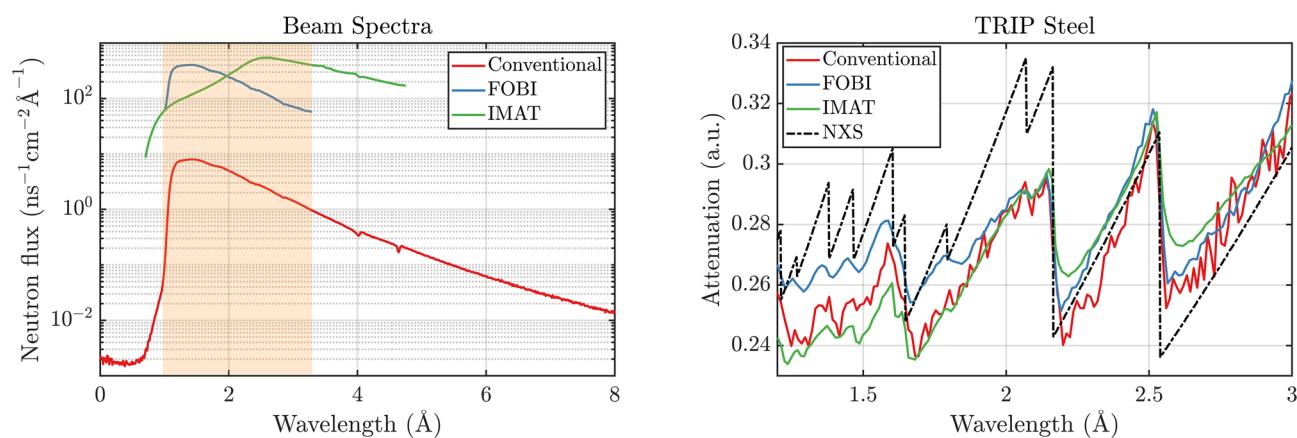 Beam Spectra
Neutron flux (ns⁻¹cm⁻²Å⁻¹)
10²
10⁰
10⁻²
Conventional
FOBI
IMAT
0 2 4 6 8
Wavelength (Å)
TRIP Steel
Attenuation (a.u.)
0.34
0.32
0.3
0.28
0.26
0.24
Conventional
FOBI
IMAT
NXS
1.5 2 2.5 3
Wavelength (Å)